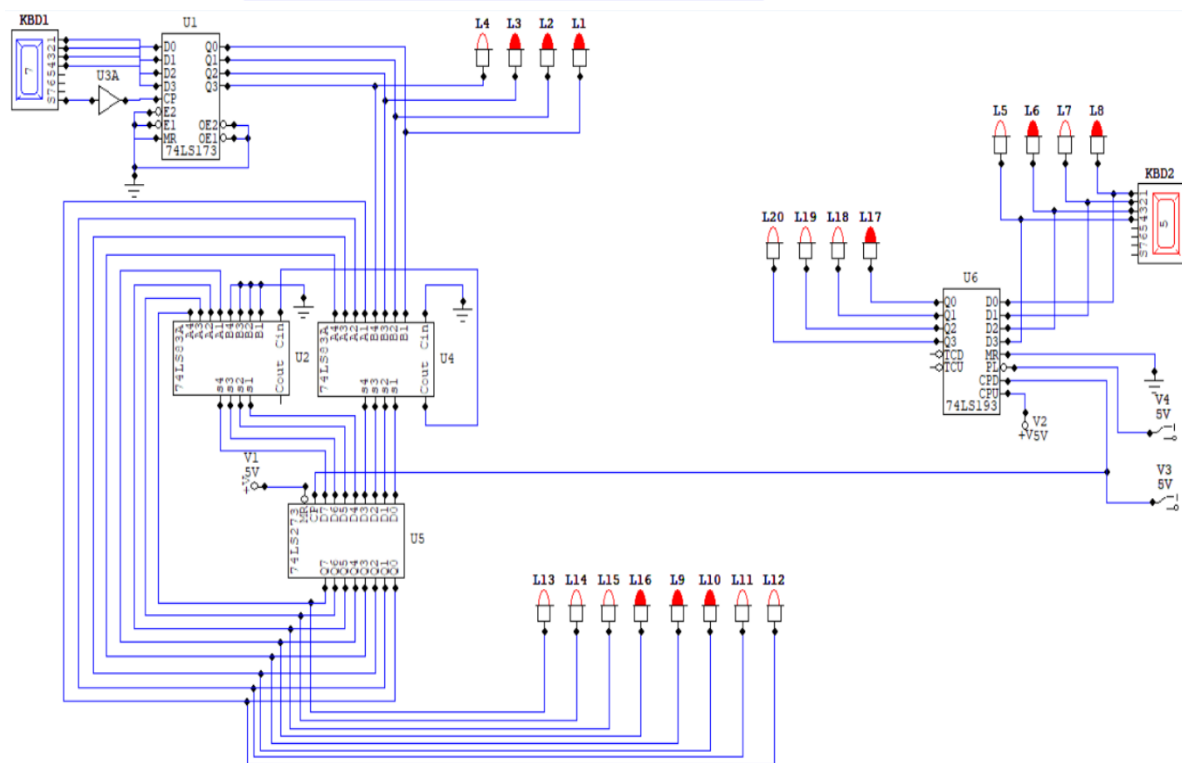 KBD1
U1
L4 L3 L2 L1
7
S7654321
U3A
D0 Q0
D1 Q1
D2 Q2
D3 Q3
CP
E2
E1 OE2
MR OE1
74LS173
L5 L6 L7 L8
KBD2
5
S7654321
L20 L19 L18 L17
U6
Q0 D0
Q1 D1
Q2 D2
Q3 D3
TCD MR
TCU PL
CPD
CPU
74LS193
V2
+V5V
V4
5V
V3
5V
74LS83A
A4 A3 A2 A1 B4 B3 B2 B1 Cin
s4 s3 s2 s1 Cout
U2
74LS83A
A4 A3 A2 A1 B4 B3 B2 B1 Cin
s4 s3 s2 s1 Cout
U4
V1
5V
+V
74LS273
MR CP D7 D6 D5 D4 D3 D2 D1 D0
Q7 Q6 Q5 Q4 Q3 Q2 Q1 Q0
U5
L13 L14 L15 L16 L9 L10 L11 L12